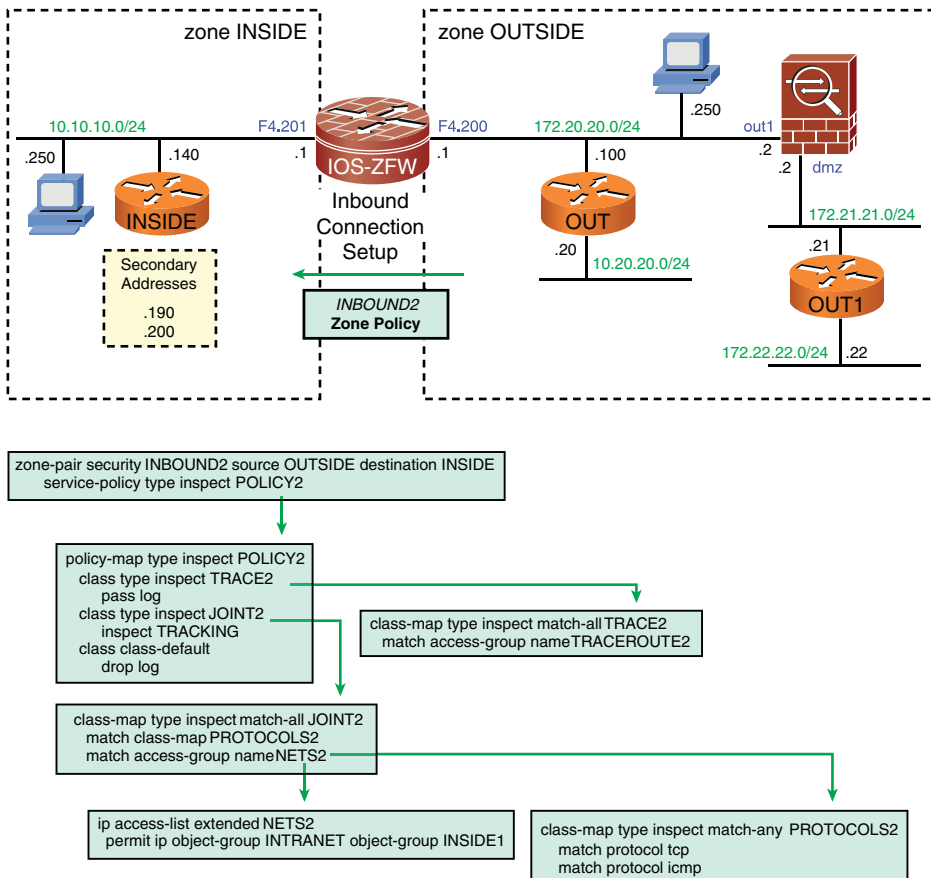 zone INSIDE
zone OUTSIDE
10.10.10.0/24
F4.201
F4.200
172.20.20.0/24
.250
out1
.250
.140
.1
IOS-ZFW
.1
.100
.2
.2
dmz
INSIDE
Inbound
Connection
Setup
OUT
172.21.21.0/24
.20
10.20.20.0/24
.21
Secondary
Addresses
.190
.200
INBOUND2
Zone Policy
OUT1
172.22.22.0/24
.22
zone-pair security INBOUND2 source OUTSIDE destination INSIDE
service-policy type inspect POLICY2
policy-map type inspect POLICY2
class type inspect TRACE2
pass log
class type inspect JOINT2
inspect TRACKING
class class-default
drop log
class-map type inspect match-all TRACE2
match access-group name TRACEROUTE2
class-map type inspect match-all JOINT2
match class-map PROTOCOLS2
match access-group name NETS2
ip access-list extended NETS2
permit ip object-group INTRANET object-group INSIDE1
class-map type inspect match-any PROTOCOLS2
match protocol tcp
match protocol icmp